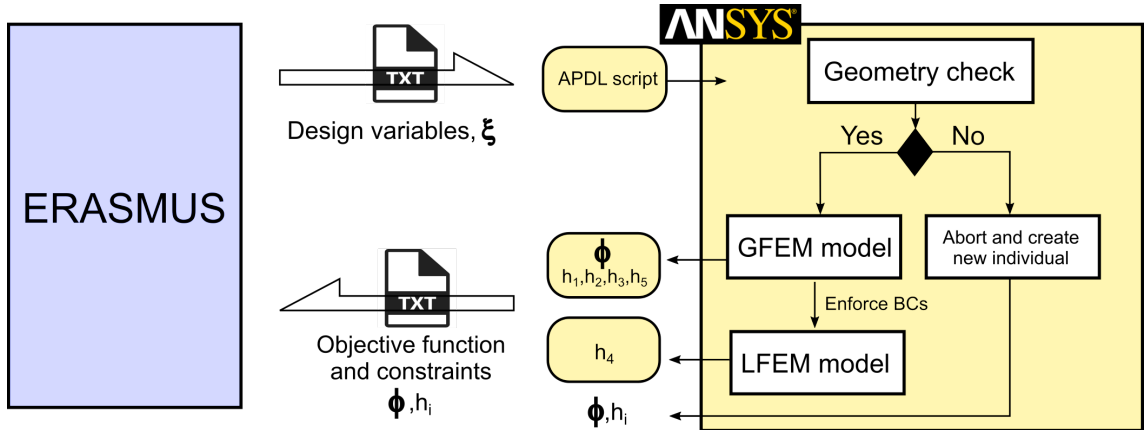 ERASMUS
TXT
Design variables, ξ
APDL script
ANSYS®
Geometry check
Yes
No
GFEM model
Abort and create
new individual
ϕ
h₁,h₂,h₃,h₅
Enforce BCs
LFEM model
h₄
TXT
Objective function
and constraints
ϕ,hᵢ
ϕ,hᵢ